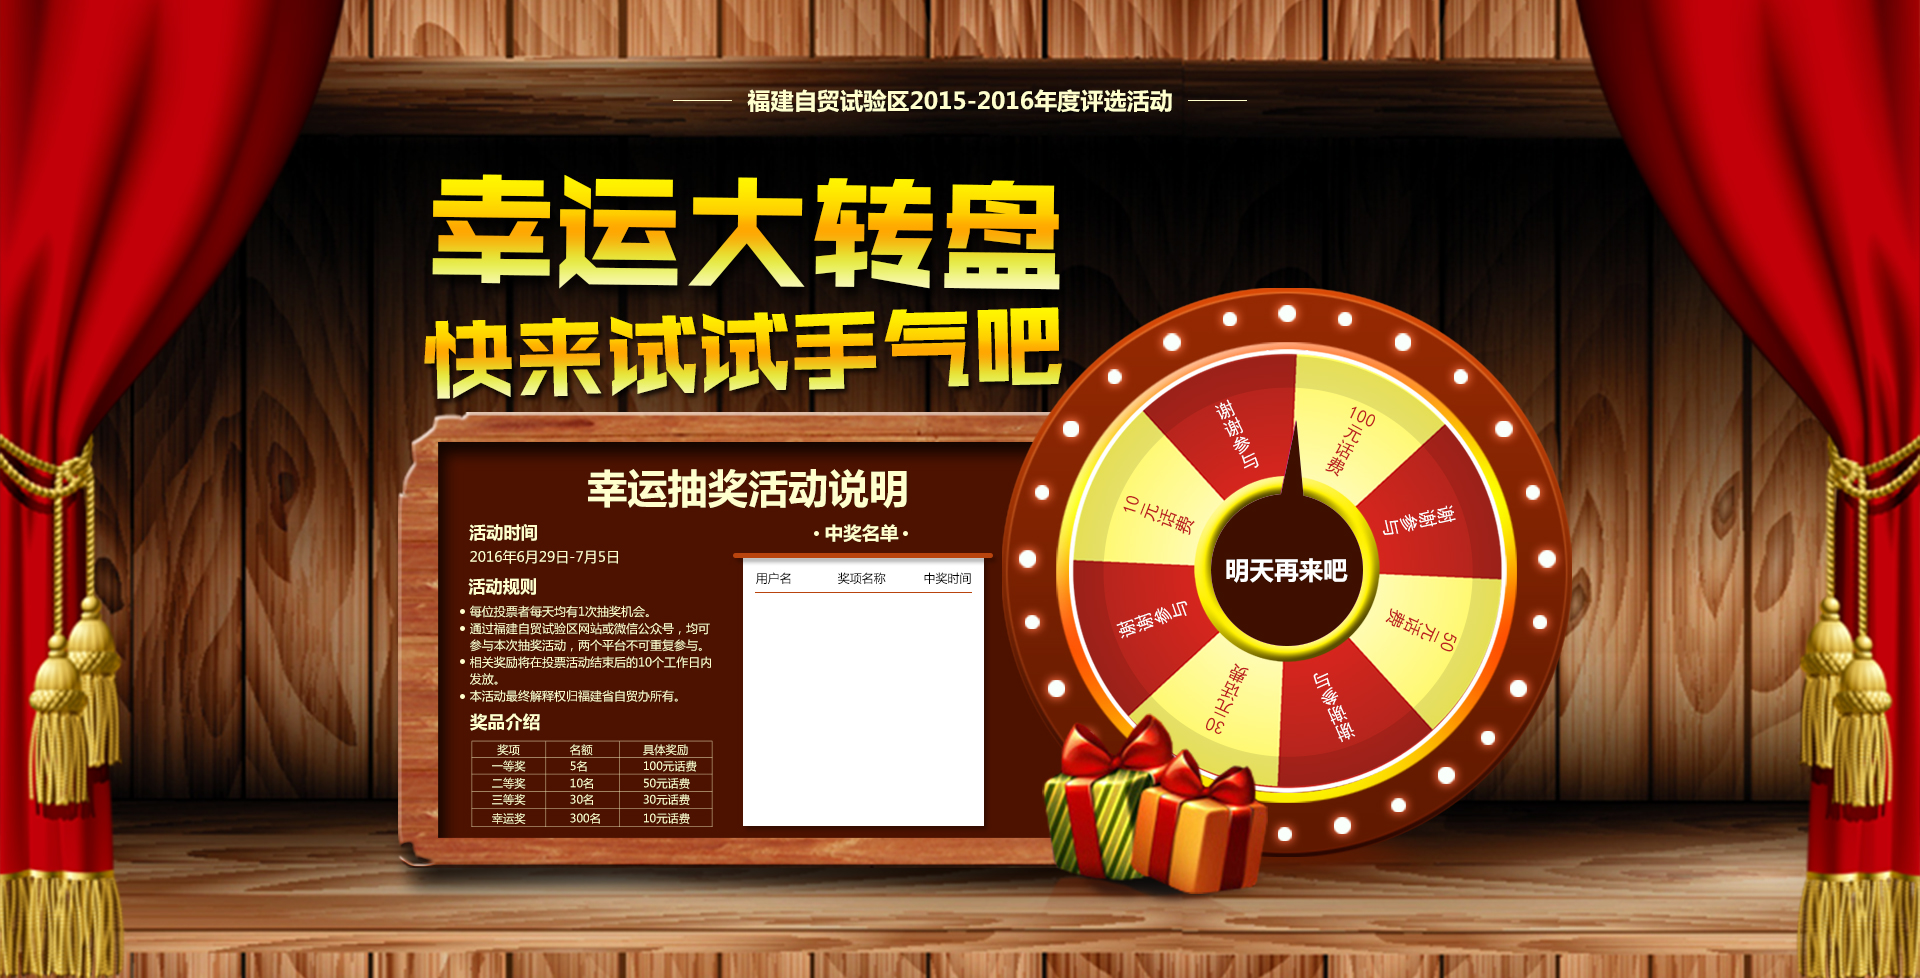 福建自贸试验区2015-2016年度评选活动
幸运大转盘
快来试试手气吧
幸运抽奖活动说明
活动时间
2016年6月29日-7月5日
活动规则
• 每位投票者每天均有1次抽奖机会。
• 通过福建自贸试验区网站或微信公众号，均可
参与本次抽奖活动，两个平台不可重复参与。
• 相关奖励将在投票活动结束后的10个工作日内
发放。
• 本活动最终解释权归福建省自贸办所有。
奖品介绍
奖项 名额 具体奖励
一等奖 5名 100元话费
二等奖 10名 50元话费
三等奖 30名 30元话费
幸运奖 300名 10元话费
• 中奖名单 •
用户名 奖项名称 中奖时间
谢谢参与
100元话费
谢谢参与
50元话费
谢谢参与
30元话费
谢谢参与
10元话费
明天再来吧